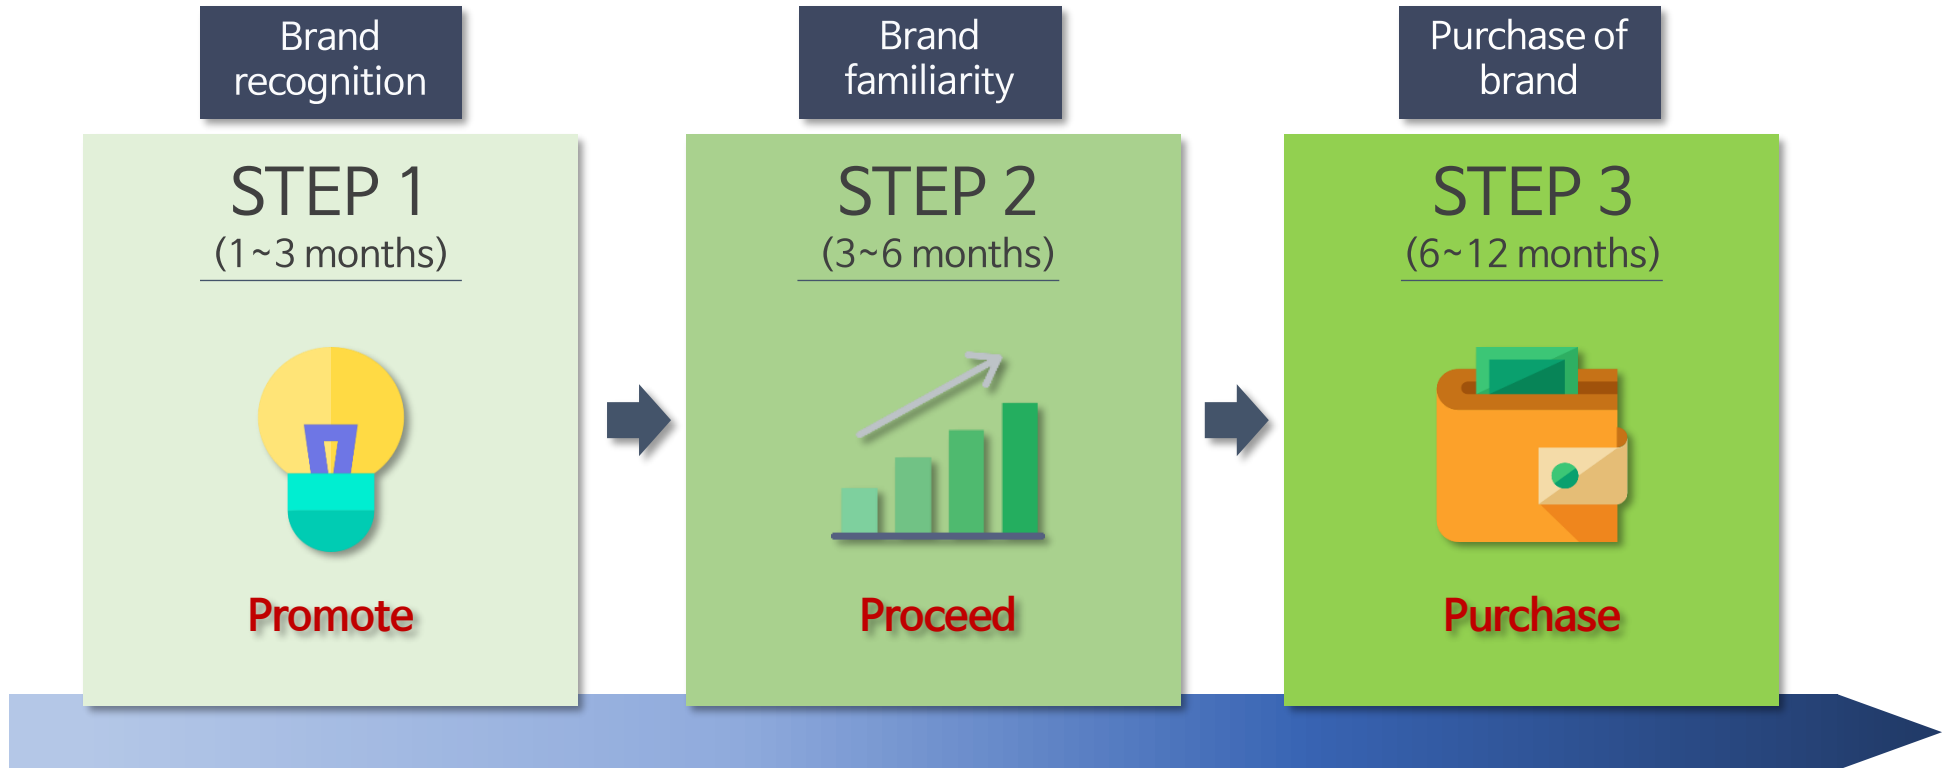 Brand
recognition
STEP 1
(1~3 months)
Promote
Brand
familiarity
STEP 2
(3~6 months)
Proceed
Purchase of
brand
STEP 3
(6~12 months)
Purchase